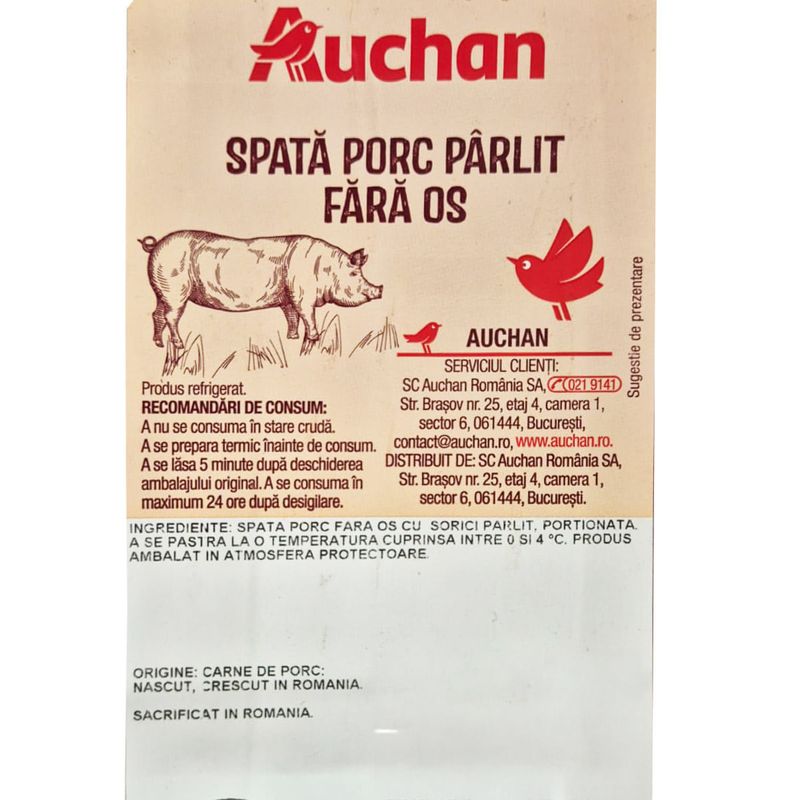 Auchan
SPATĂ PORC PÂRLIT
FĂRĂ OS
Sugestie de prezentare
AUCHAN
SERVICIUL CLIENȚI:
SC Auchan România SA, 021 9141
Str. Brașov nr. 25, etaj 4, camera 1,
sector 6, 061444, București,
contact@auchan.ro, www.auchan.ro.
DISTRIBUIT DE: SC Auchan România SA,
Str. Brașov nr. 25, etaj 4, camera 1,
sector 6, 061444, București.
Produs refrigerat.
RECOMANDĂRI DE CONSUM:
A nu se consuma în stare crudă.
A se prepara termic înainte de consum.
A se lăsa 5 minute după deschiderea
ambalajului original. A se consuma în
maximum 24 ore după desigilare.
INGREDIENTE: SPATA PORC FARA OS CU SORICI PARLIT, PORTIONATA.
A SE PASTRA LA O TEMPERATURA CUPRINSA INTRE 0 SI 4 °C. PRODUS
AMBALAT IN ATMOSFERA PROTECTOARE.
ORIGINE: CARNE DE PORC:
NASCUT, CRESCUT IN ROMANIA.
SACRIFICAT IN ROMANIA.